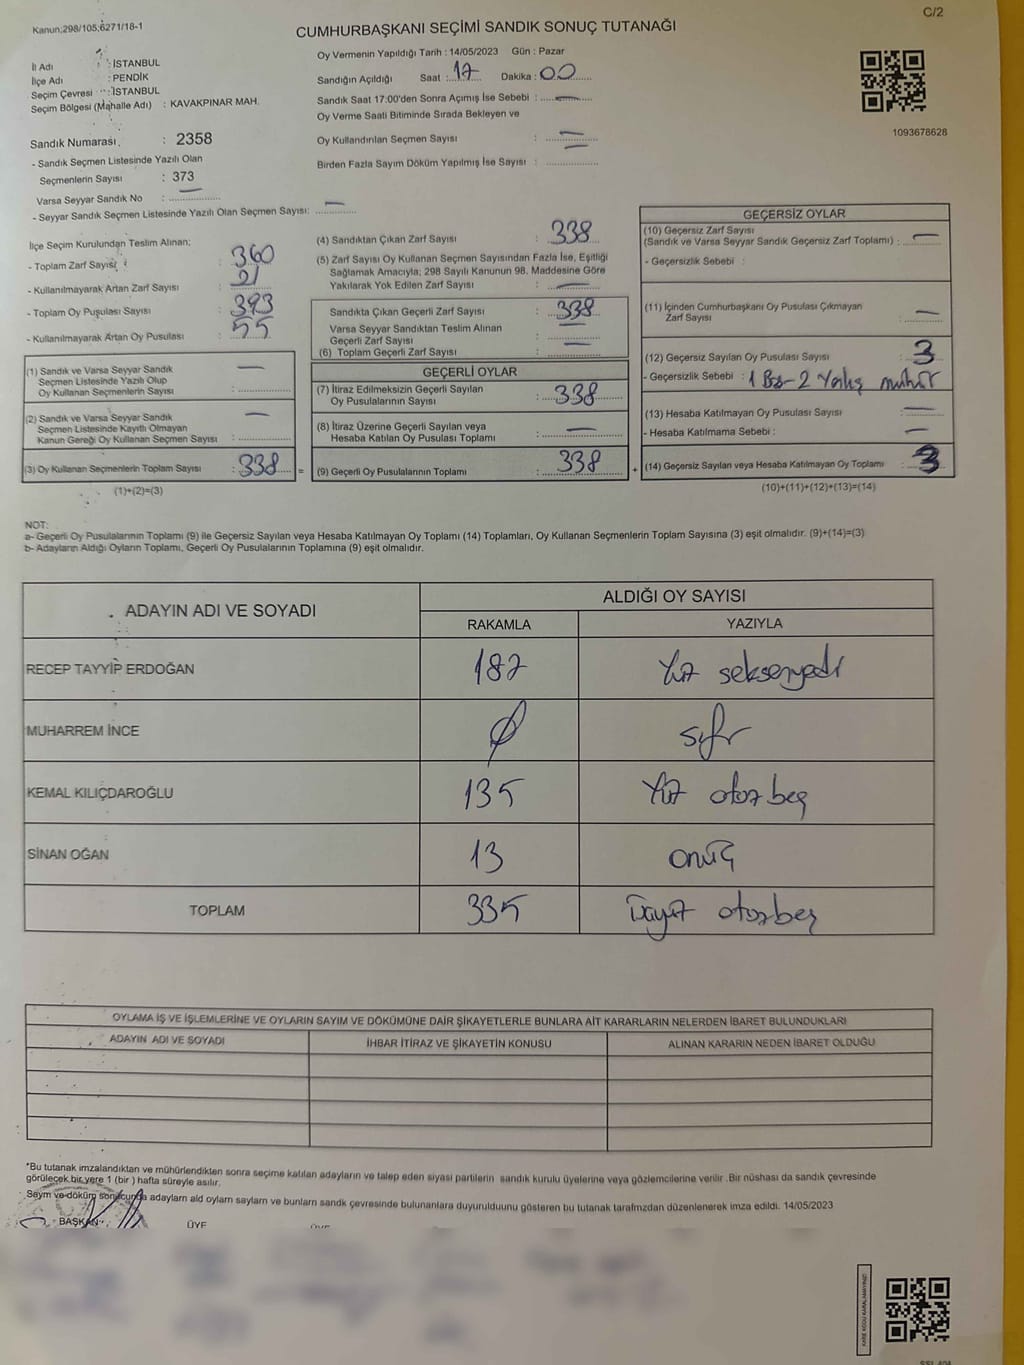 Kanun:298/105;6271/18-1
C/2
CUMHURBAŞKANI SEÇİMİ SANDIK SONUÇ TUTANAĞI
İl Adı : İSTANBUL
İlçe Adı : PENDİK
Seçim Çevresi : İSTANBUL
Seçim Bölgesi (Mahalle Adı) : KAVAKPINAR MAH.
Sandık Numarası : 2358
- Sandık Seçmen Listesinde Yazılı Olan
Seçmenlerin Sayısı : 373
Varsa Seyyar Sandık No :
- Seyyar Sandık Seçmen Listesinde Yazılı Olan Seçmen Sayısı:
Oy Vermenin Yapıldığı Tarih : 14/05/2023 Gün : Pazar
Sandığın Açıldığı Saat : 17 Dakika : 00
Sandık Saat 17:00'den Sonra Açımış İse Sebebi :
Oy Verme Saati Bitiminde Sırada Bekleyen ve
Oy Kullandırılan Seçmen Sayısı :
Birden Fazla Sayım Döküm Yapılmış İse Sayısı :
1093678628
İlçe Seçim Kurulundan Teslim Alınan;
- Toplam Zarf Sayısı : 360
- Kullanılmayarak Artan Zarf Sayısı : 21
- Toplam Oy Pusulası Sayısı : 393
- Kullanılmayarak Artan Oy Pusulası : 55
(1) Sandık ve Varsa Seyyar Sandık
Seçmen Listesinde Yazılı Olup
Oy Kullanan Seçmenlerin Sayısı :
(2) Sandık ve Varsa Seyyar Sandık
Seçmen Listesinde Kayıtlı Olmayan
Kanun Gereği Oy Kullanan Seçmen Sayısı :
(3) Oy Kullanan Seçmenlerin Toplam Sayısı : 338 =
(1)+(2)=(3)
(4) Sandıktan Çıkan Zarf Sayısı : 338
(5) Zarf Sayısı Oy Kullanan Seçmen Sayısından Fazla İse, Eşitliği
Sağlamak Amacıyla; 298 Sayılı Kanunun 98. Maddesine Göre
Yakılarak Yok Edilen Zarf Sayısı :
Sandıkta Çıkan Geçerli Zarf Sayısı : 338
Varsa Seyyar Sandıktan Teslim Alınan
Geçerli Zarf Sayısı :
(6) Toplam Geçerli Zarf Sayısı :
GEÇERLİ OYLAR
(7) İtiraz Edilmeksizin Geçerli Sayılan
Oy Pusulalarının Sayısı : 338
(8) İtiraz Üzerine Geçerli Sayılan veya
Hesaba Katılan Oy Pusulası Toplamı :
(9) Geçerli Oy Pusulalarının Toplamı : 338 +
GEÇERSİZ OYLAR
(10) Geçersiz Zarf Sayısı
(Sandık ve Varsa Seyyar Sandık Geçersiz Zarf Toplamı) :
- Geçersizlik Sebebi :
(11) İçinden Cumhurbaşkanı Oy Pusulası Çıkmayan
Zarf Sayısı :
(12) Geçersiz Sayılan Oy Pusulası Sayısı : 3
- Geçersizlik Sebebi : 1 Boş-2 Yanlış mühür
(13) Hesaba Katılmayan Oy Pusulası Sayısı :
- Hesaba Katılmama Sebebi :
(14) Geçersiz Sayılan veya Hesaba Katılmayan Oy Toplamı : 3
(10)+(11)+(12)+(13)=(14)
NOT:
a- Geçerli Oy Pusulalarının Toplamı (9) ile Geçersiz Sayılan veya Hesaba Katılmayan Oy Toplamı (14) Toplamları, Oy Kullanan Seçmenlerin Toplam Sayısına (3) eşit olmalıdır. (9)+(14)=(3)
b- Adayların Aldığı Oyların Toplamı, Geçerli Oy Pusulalarının Toplamına (9) eşit olmalıdır.
ADAYIN ADI VE SOYADI
ALDIĞI OY SAYISI
RAKAMLA YAZIYLA
RECEP TAYYİP ERDOĞAN 187 Yüz seksenyedi
MUHARREM İNCE 0 sıfır
KEMAL KILIÇDAROĞLU 135 Yüz otuz beş
SİNAN OĞAN 13 onüç
TOPLAM 335 Üçyüz otuzbeş
OYLAMA İŞ VE İŞLEMLERİNE VE OYLARIN SAYIM VE DÖKÜMÜNE DAİR ŞİKAYETLERLE BUNLARA AİT KARARLARIN NELERDEN İBARET BULUNDUKLARI
ADAYIN ADI VE SOYADI İHBAR İTİRAZ VE ŞİKAYETİN KONUSU ALINAN KARARIN NEDEN İBARET OLDUĞU
*Bu tutanak imzalandıktan ve mühürlendikten sonra seçime katılan adayların ve talep eden siyasi partilerin sandık kurulu üyelerine veya gözlemcilerine verilir. Bir nüshası da sandık çevresinde
görülecek bir yere 1 (bir ) hafta süreyle asılır.
Saym ve döküm sonucunda adaylarn ald oylarn saylarn ve bunlarn sandk çevresinde bulunanlara duyurulduunu gösteren bu tutanak tarafmzdan düzenlenerek imza edildi. 14/05/2023
BAŞKAN ÜYE
KARE KODU KARALAMAYINIZ!